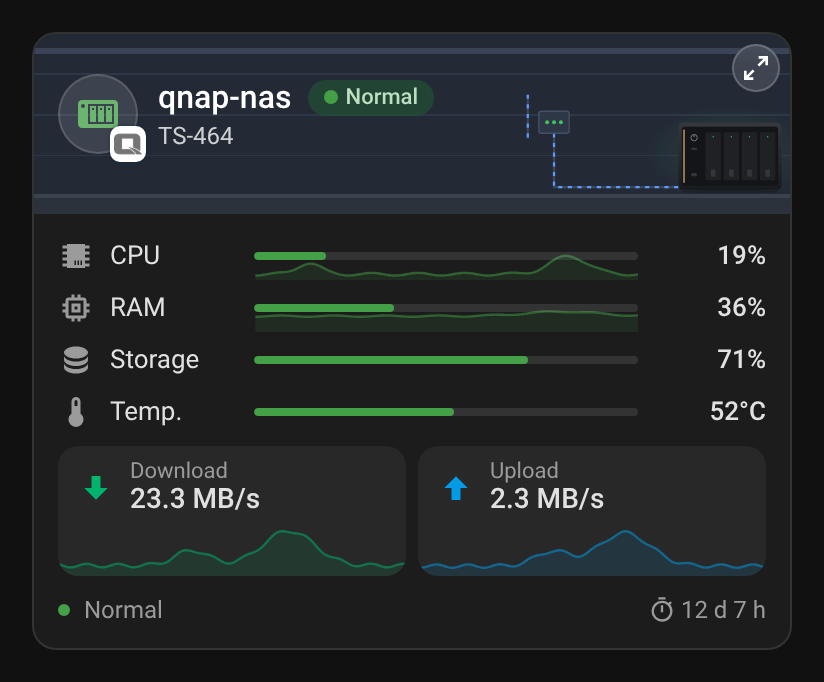 qnap-nas
Normal
TS-464
CPU 19%
RAM 36%
Storage 71%
Temp. 52°C
Download
23.3 MB/s
Upload
2.3 MB/s
Normal
12 d 7 h